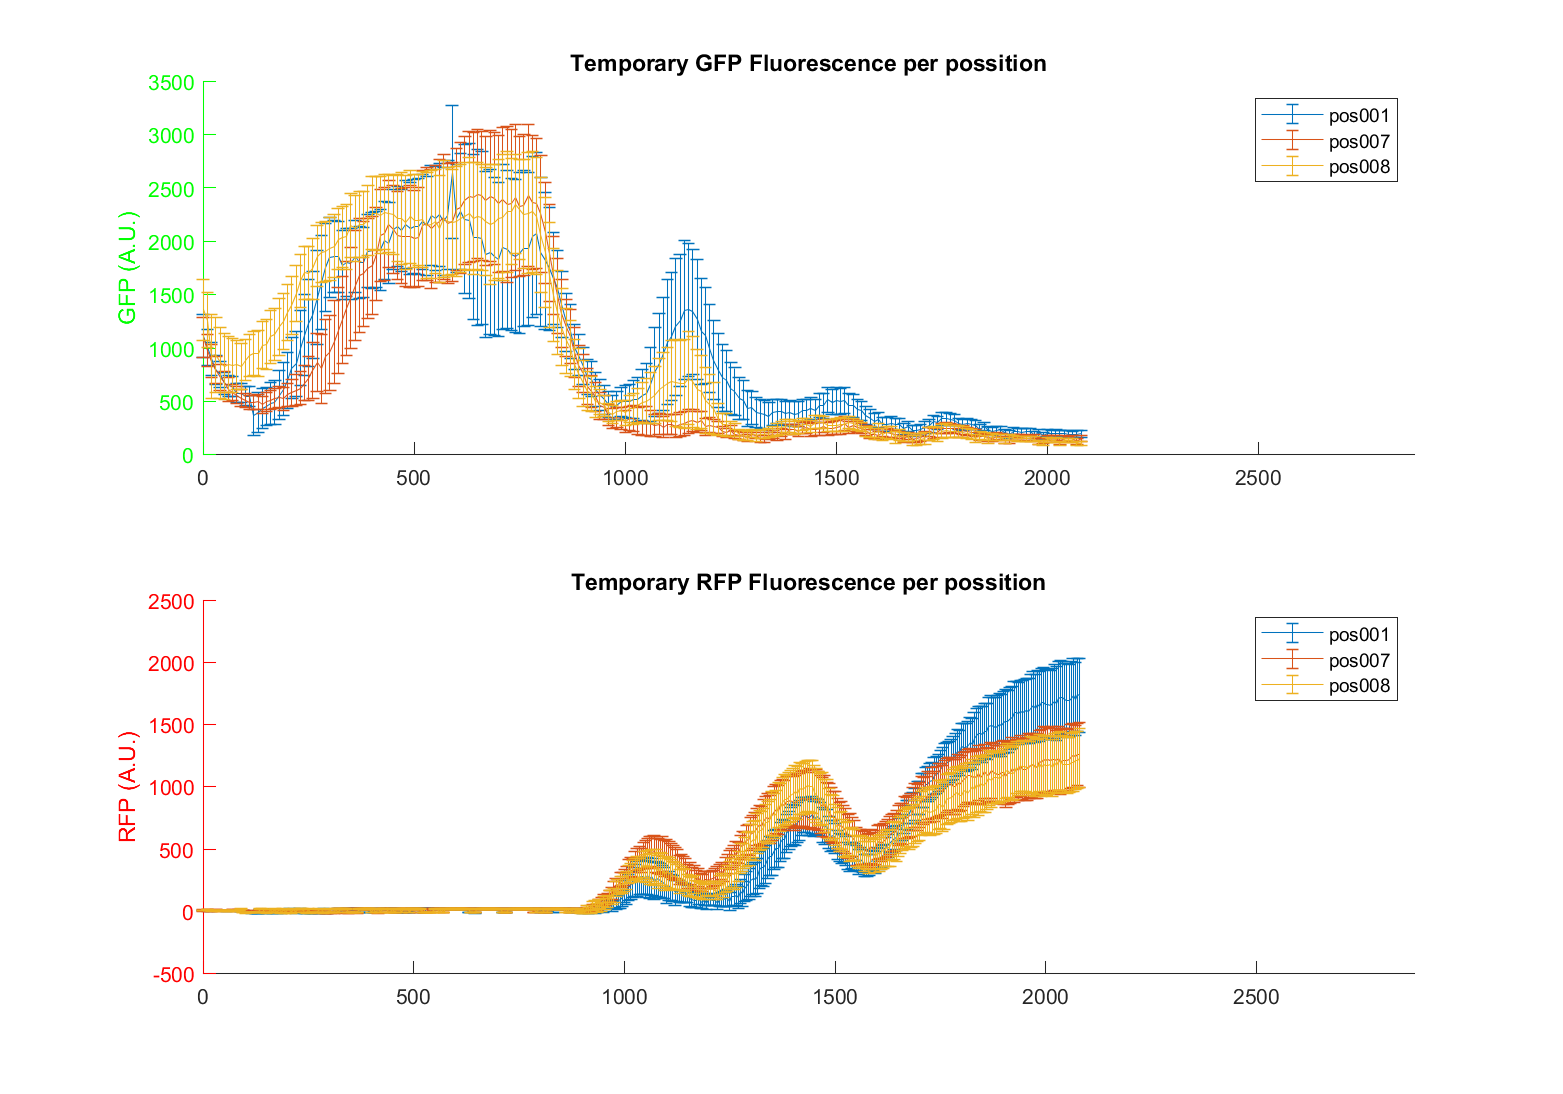 Temporary GFP Fluorescence per possition
3500
3000
2500
2000
1500
1000
500
0
GFP (A.U.)
0 500 1000 1500 2000 2500
pos001
pos007
pos008
Temporary RFP Fluorescence per possition
2500
2000
1500
1000
500
0
-500
RFP (A.U.)
0 500 1000 1500 2000 2500
pos001
pos007
pos008